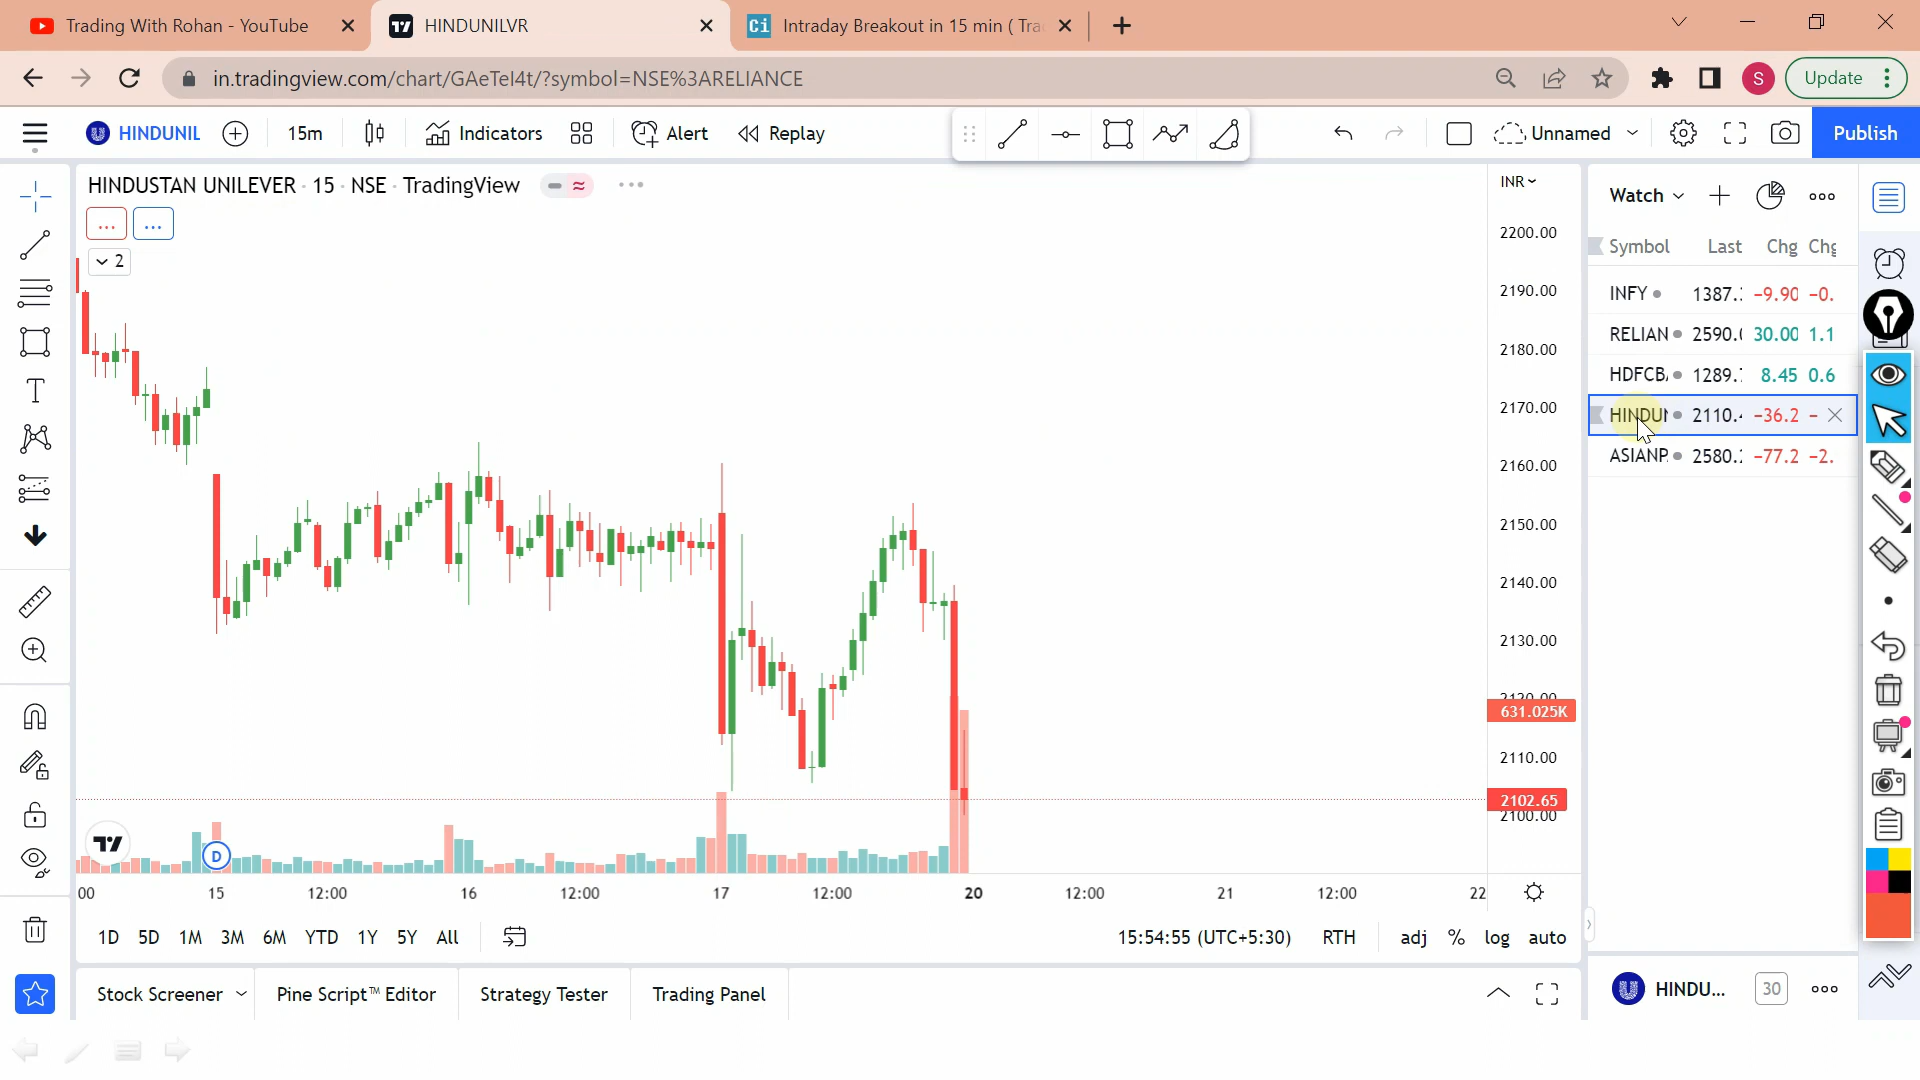 Trading With Rohan - YouTube
HINDUNILVR
Ci Intraday Breakout in 15 min ( Tra
in.tradingview.com/chart/GAeTel4t/?symbol=NSE%3ARELIANCE
S
Update
HINDUNIL
15m
Indicators
Alert
Replay
Unnamed
Publish
HINDUSTAN UNILEVER · 15 · NSE · TradingView
2
INR
2200.00
2190.00
2180.00
2170.00
2160.00
2150.00
2140.00
2130.00
2120.00
631.025K
2110.00
2102.65
2100.00
D
00 15 12:00 16 12:00 17 12:00 20 12:00 21 12:00 22
1D 5D 1M 3M 6M YTD 1Y 5Y All
15:54:55 (UTC+5:30) RTH adj % log auto
Stock Screener
Pine Script™ Editor
Strategy Tester
Trading Panel
Watch
Symbol Last Chg Chg
INFY 1387. −9.90 −0.
RELIAN 2590. 30.00 1.1
HDFCB 1289. 8.45 0.6
HINDUN 2110. −36.2 −
ASIANP 2580. −77.2 −2.
HINDU... 30